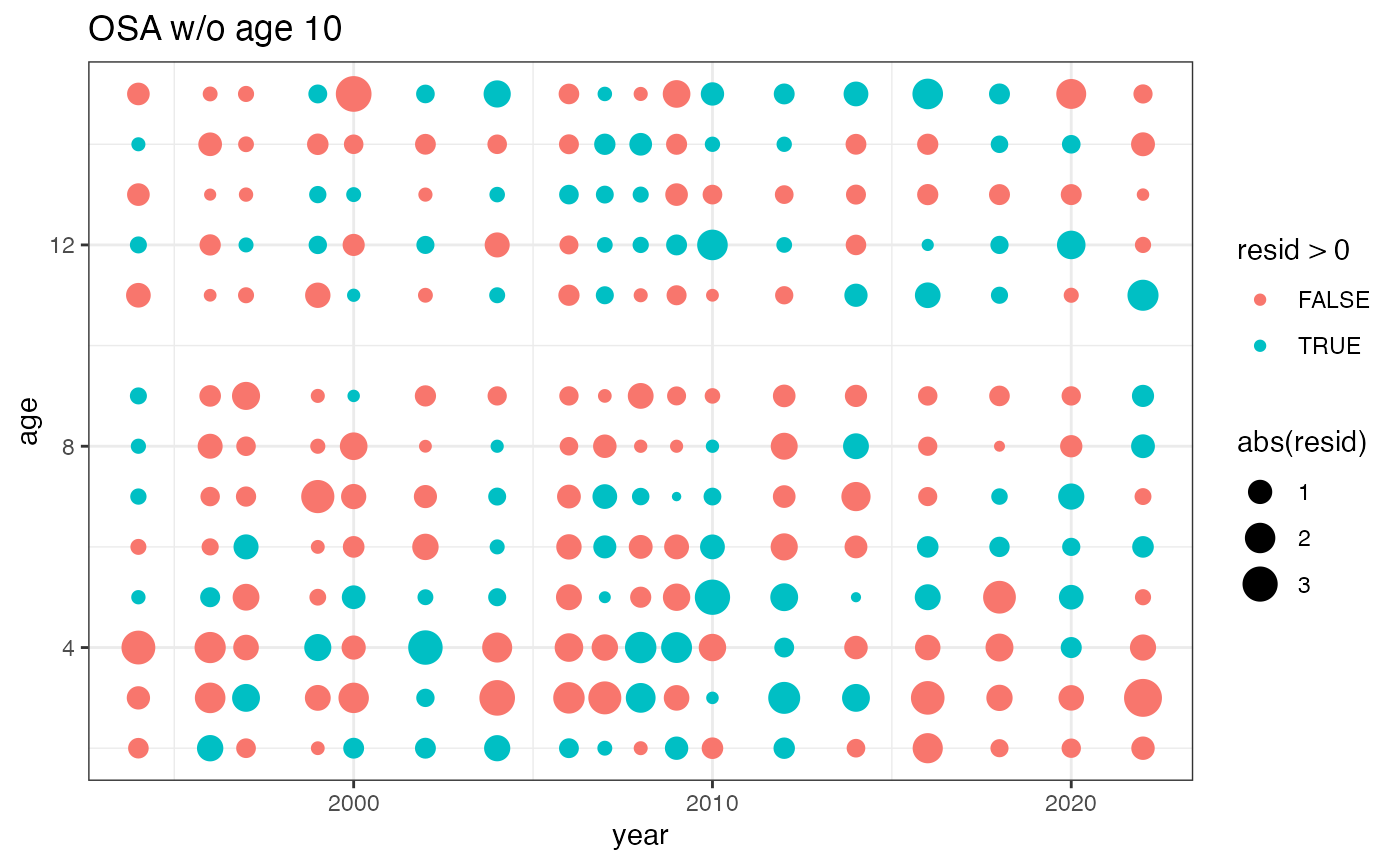 OSA w/o age 10
age
12
8
4
2000
2010
2020
year
resid > 0
FALSE
TRUE
abs(resid)
1
2
3